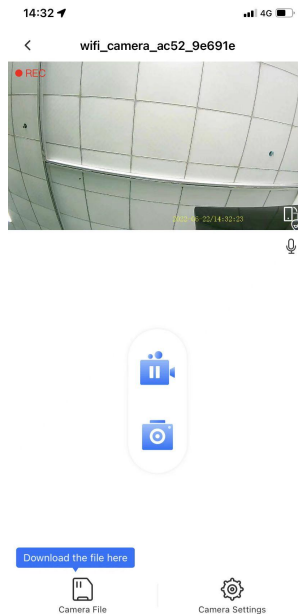 14:32
4G
wifi_camera_ac52_9e691e
REC
2022-06-22/14:32:23
Download the file here
Camera File
Camera Settings